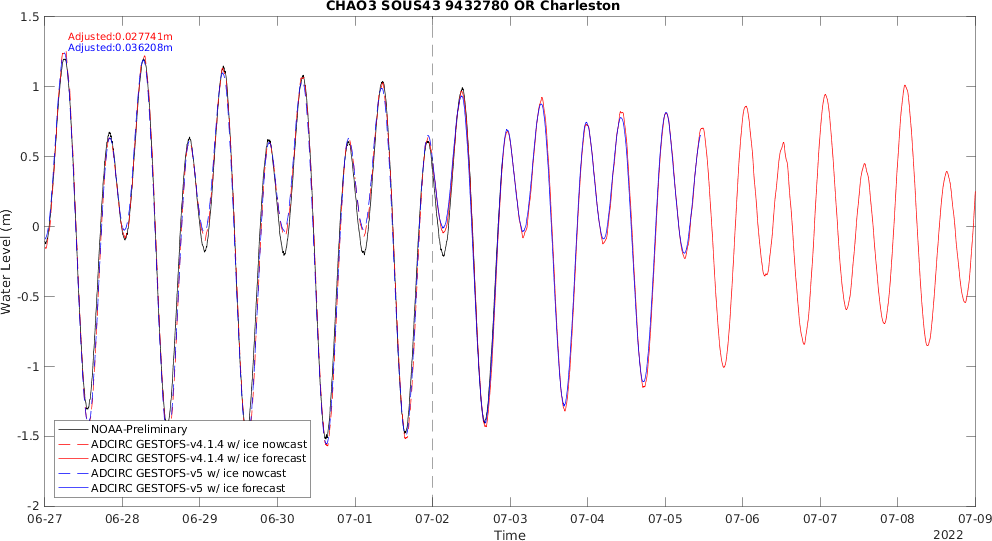 CHAO3 SOUS43 9432780 OR Charleston
Adjusted:0.027741m
Adjusted:0.036208m
1.5
1
0.5
0
-0.5
-1
-1.5
-2
Water Level (m)
NOAA-Preliminary
ADCIRC GESTOFS-v4.1.4 w/ ice nowcast
ADCIRC GESTOFS-v4.1.4 w/ ice forecast
ADCIRC GESTOFS-v5 w/ ice nowcast
ADCIRC GESTOFS-v5 w/ ice forecast
06-27 06-28 06-29 06-30 07-01 07-02 07-03 07-04 07-05 07-06 07-07 07-08 07-09
Time
2022